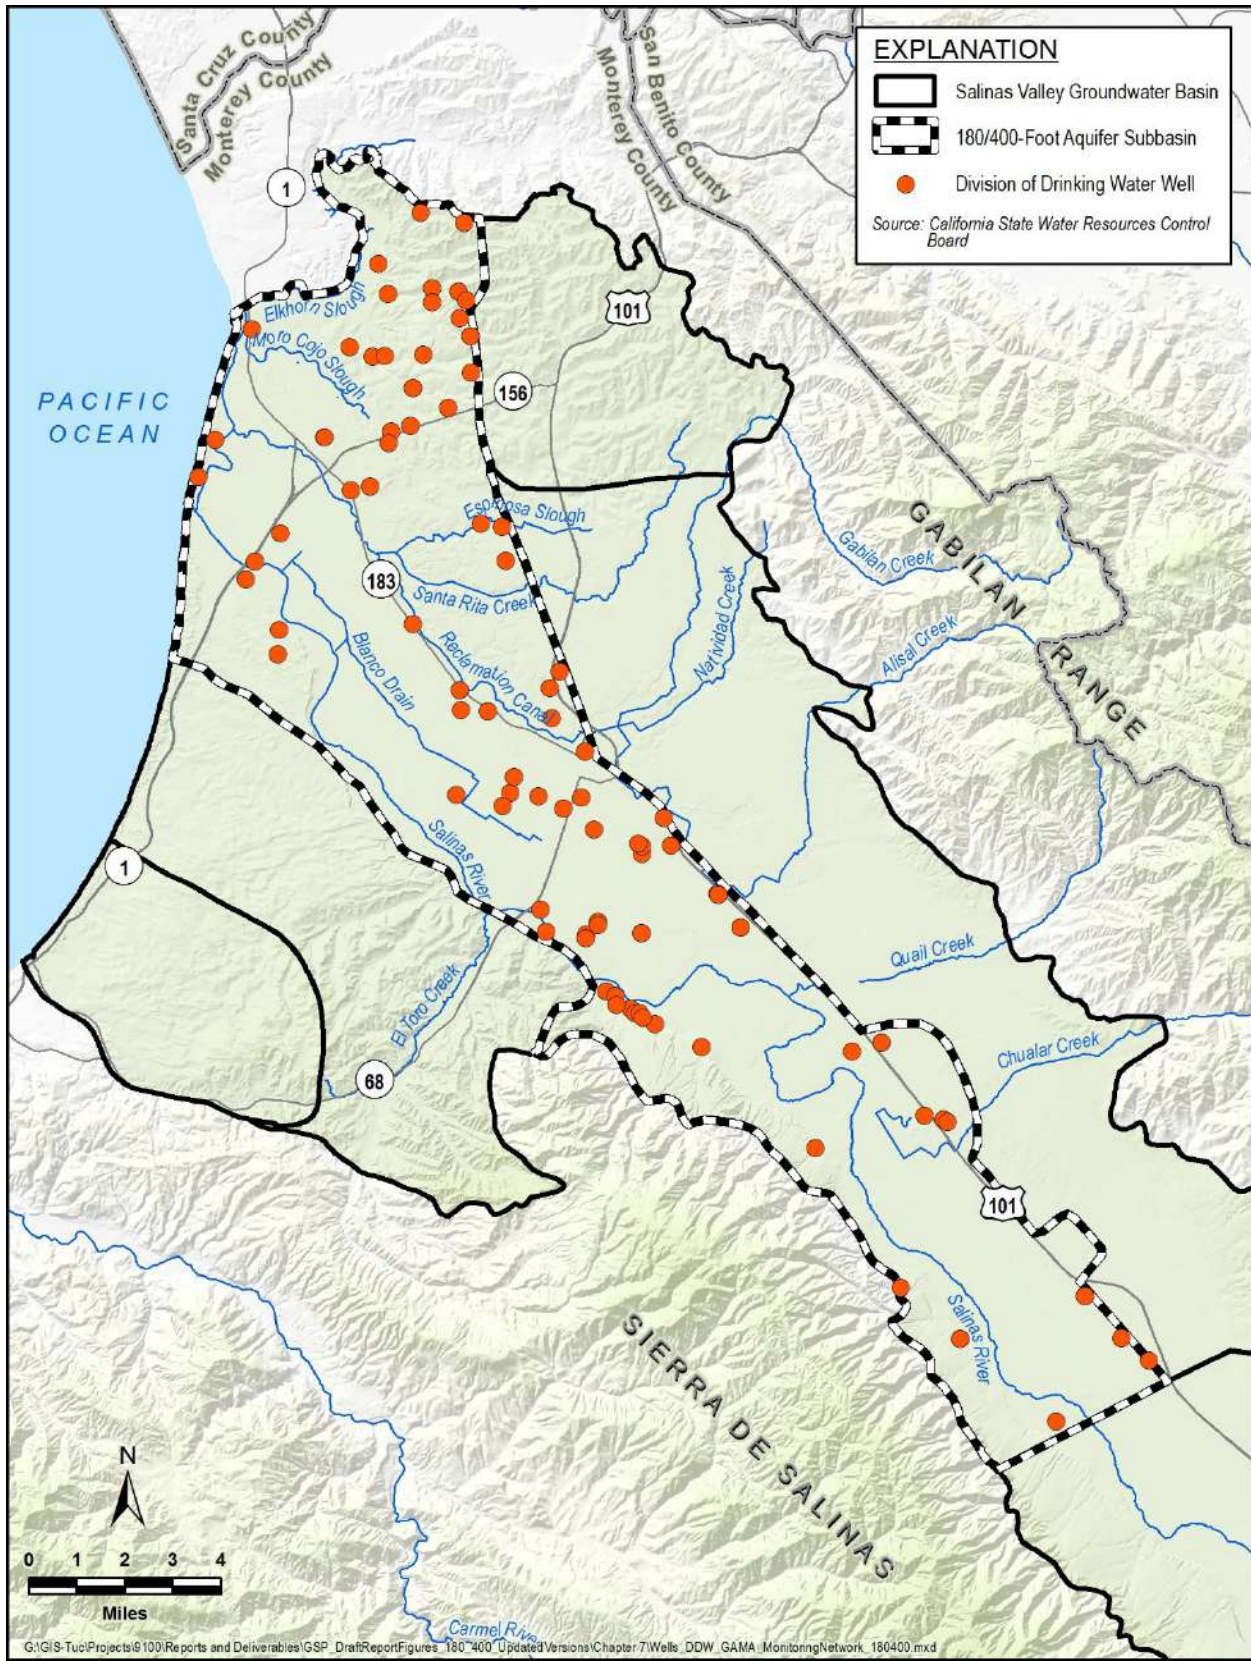 Santa Cruz County
Monterey County
San Benito County
Monterey County
EXPLANATION
Salinas Valley Groundwater Basin
180/400-Foot Aquifer Subbasin
Division of Drinking Water Well
Source: California State Water Resources Control
Board
1
101
Elkhorn Slough
Moro Cojo Slough
156
PACIFIC
OCEAN
Espinosa Slough
GABILAN
RANGE
Gabilan Creek
183
Santa Rita Creek
Natividad Creek
Alisal Creek
Blanco Drain
Reclamation Canal
Salinas River
1
Quail Creek
El Toro Creek
Chualar Creek
68
101
Salinas River
SIERRA DE SALINAS
N
0 1 2 3 4
Miles
Carmel River
G:\GIS-Tuc\Projects\9100\Reports and Deliverables\GSP_DraftReportFigures_180_400_UpdatedVersions\Chapter 7\Wells_DDW_GAMA_MonitoringNetwork_180400.mxd